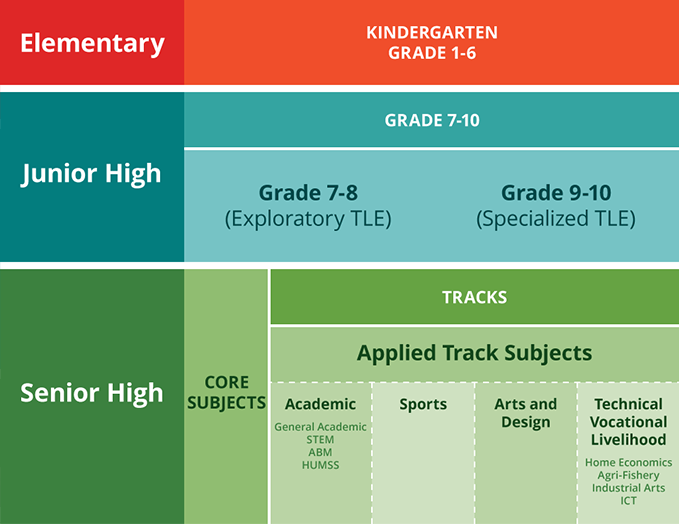 Elementary
KINDERGARTEN
GRADE 1-6
Junior High
GRADE 7-10
Grade 7-8
(Exploratory TLE)
Grade 9-10
(Specialized TLE)
Senior High
CORE
SUBJECTS
TRACKS
Applied Track Subjects
Academic
General Academic
STEM
ABM
HUMSS
Sports
Arts and
Design
Technical
Vocational
Livelihood
Home Economics
Agri-Fishery
Industrial Arts
ICT